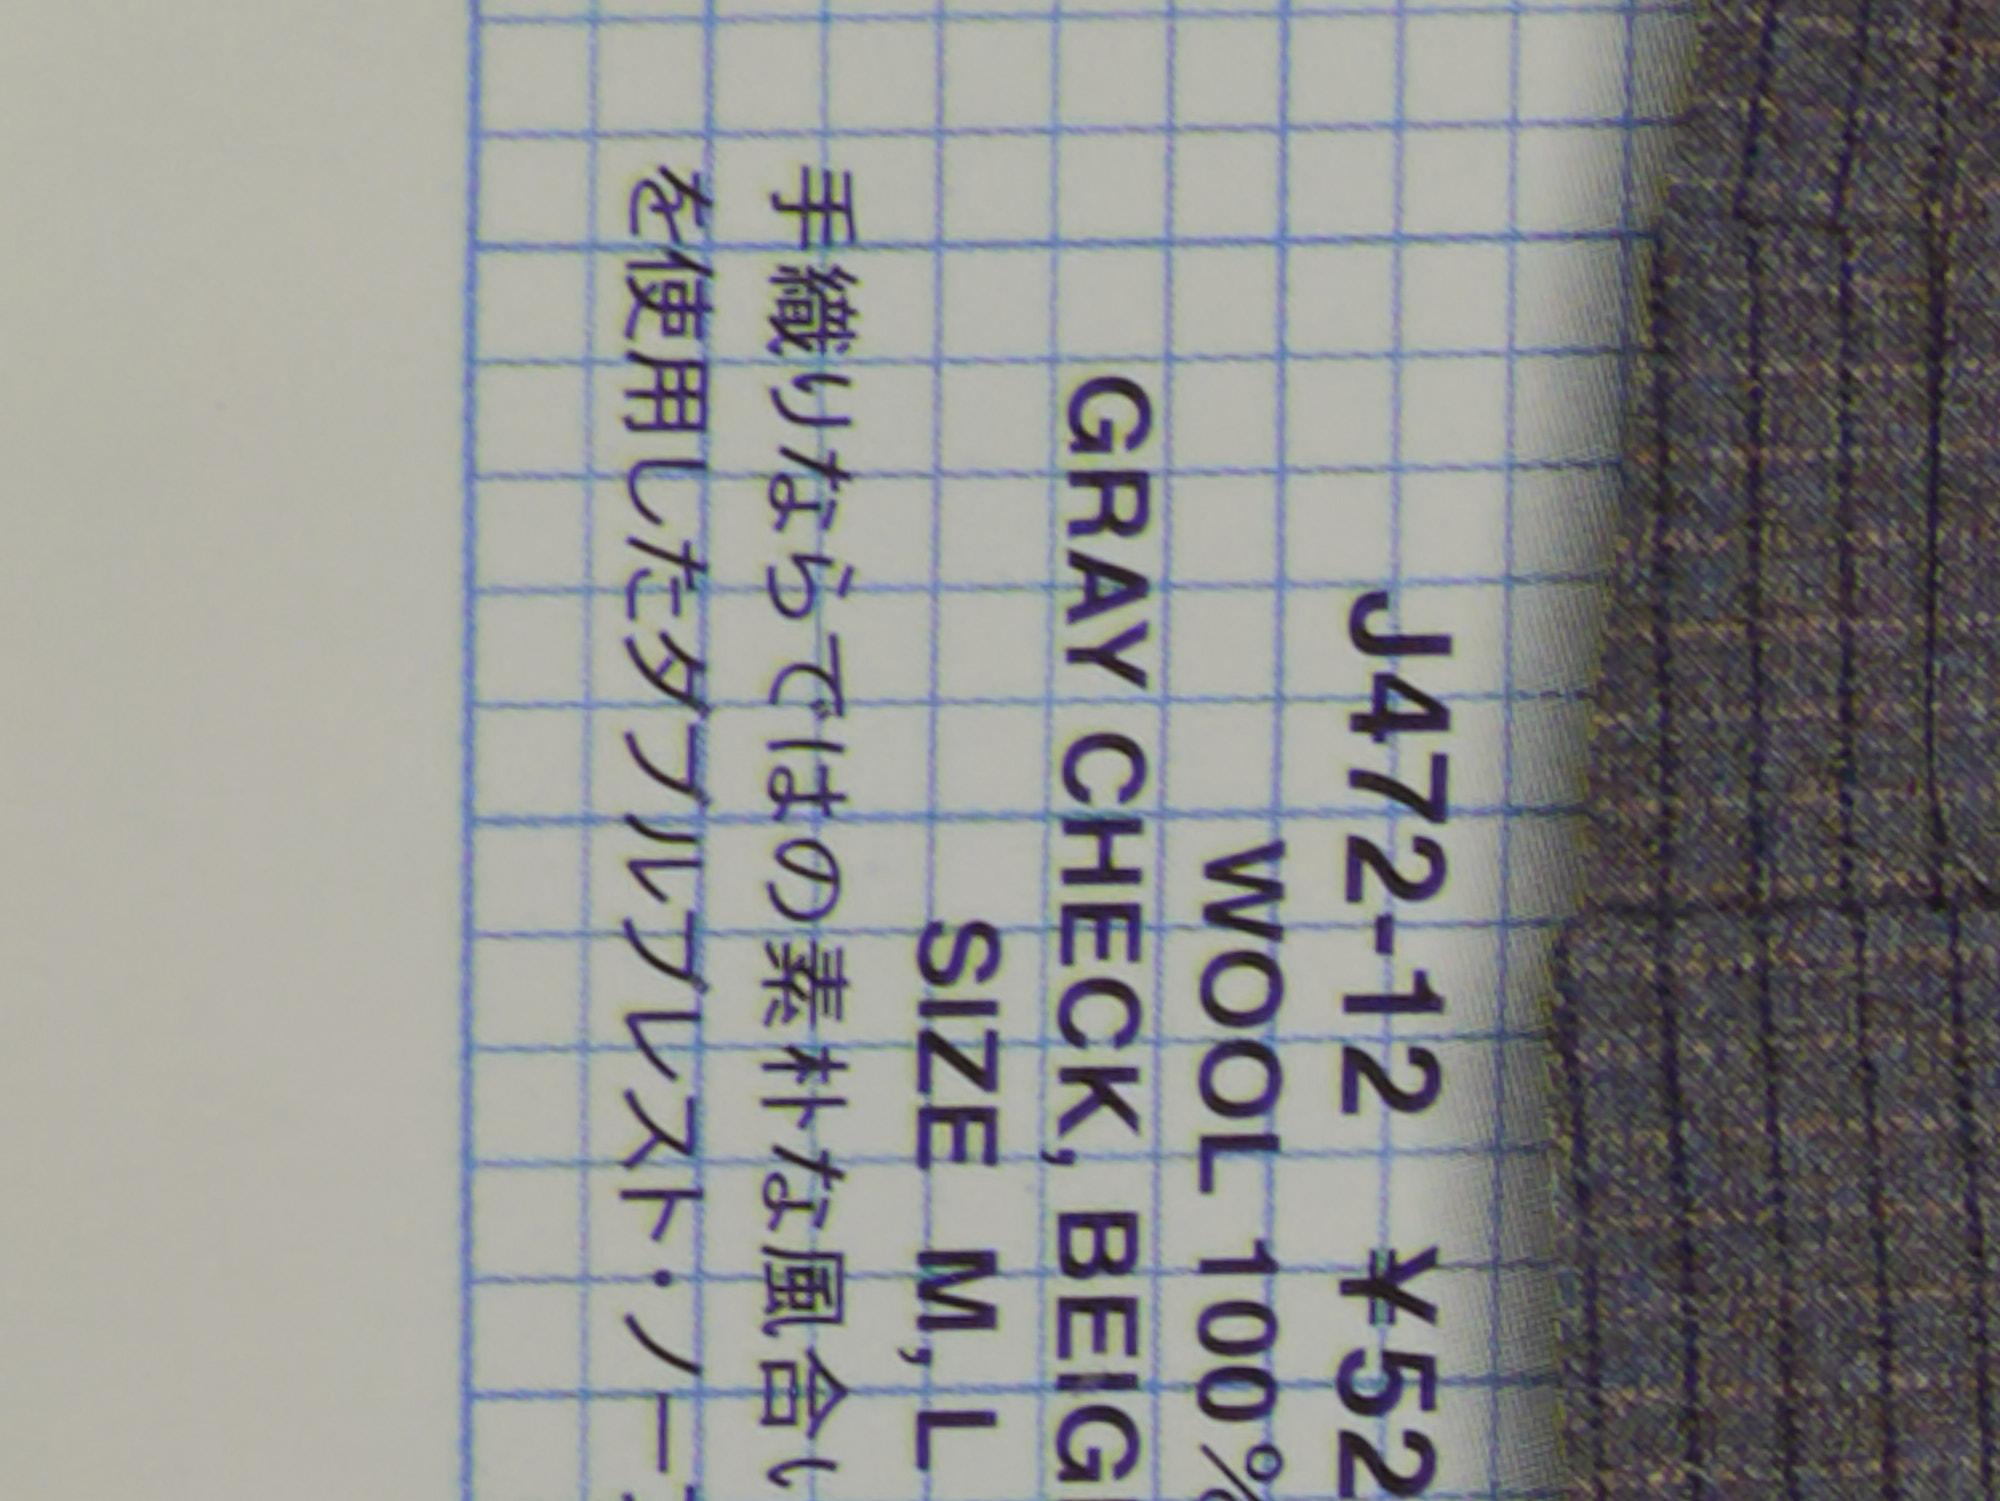 J472-12 ¥52
WOOL 100%
GRAY CHECK, BEIG
SIZE M, L
手織りならではの素朴な風合い
を使用したダブルブレスト・ノー